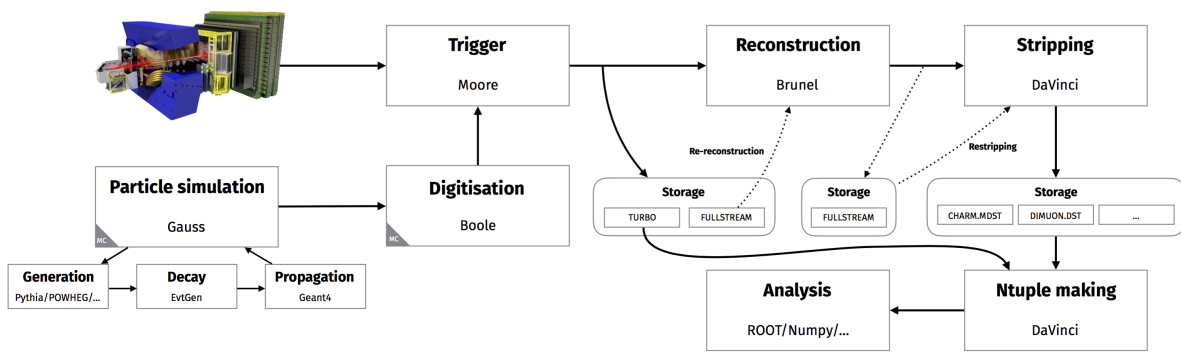 Trigger
Moore
Reconstruction
Brunel
Stripping
DaVinci
Re-reconstruction
Restripping
Particle simulation
Gauss
MC
Digitisation
Boole
MC
Storage
TURBO
FULLSTREAM
Storage
FULLSTREAM
Storage
CHARM.MDST
DIMUON.DST
...
Generation
Pythia/POWHEG/...
Decay
EvtGen
Propagation
Geant4
Analysis
ROOT/Numpy/...
Ntuple making
DaVinci